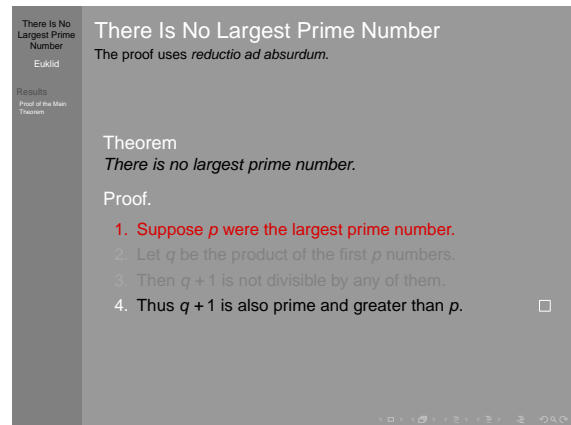 There Is No
Largest Prime
Number
Euklid
Results
Proof of the Main
Theorem
There Is No Largest Prime Number
The proof uses reductio ad absurdum.
Theorem
There is no largest prime number.
Proof.
1. Suppose p were the largest prime number.
2. Let q be the product of the first p numbers.
3. Then q + 1 is not divisible by any of them.
4. Thus q + 1 is also prime and greater than p.